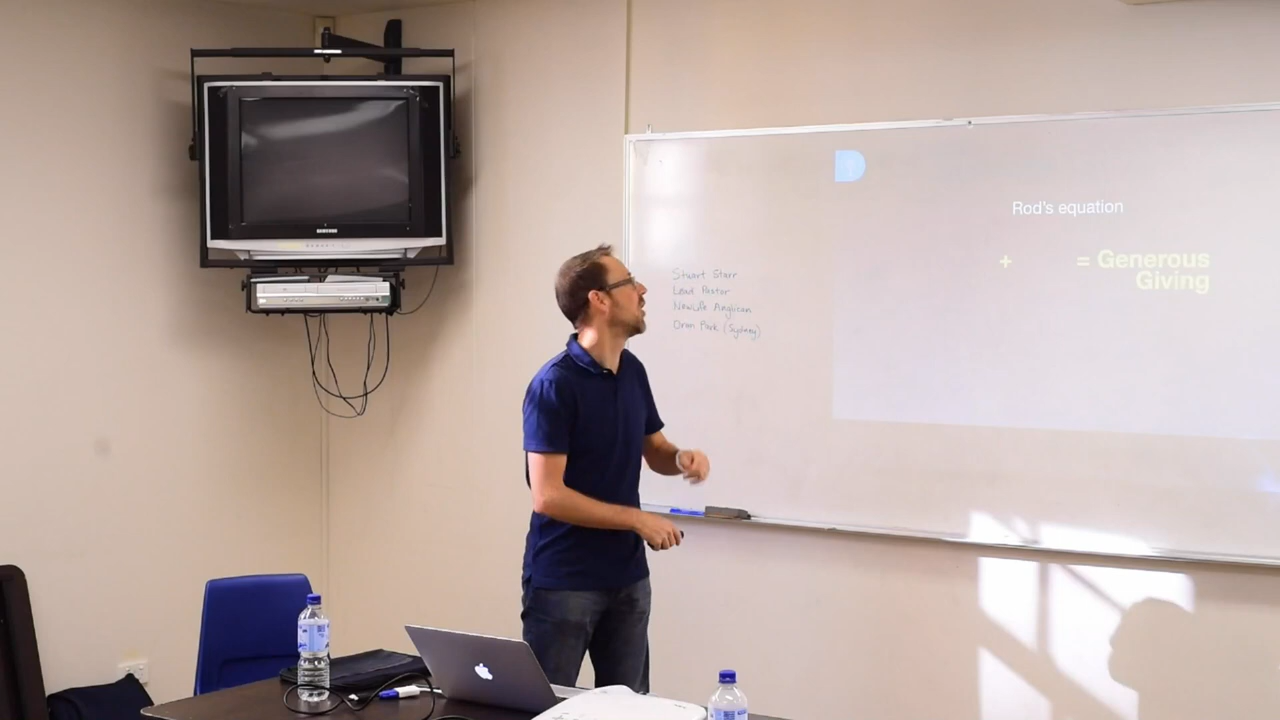 SAMSUNG
Rod's equation
+ = Generous
Giving
Stuart Starr
Lead Pastor
NewLife Anglican
Oran Park (Sydney)